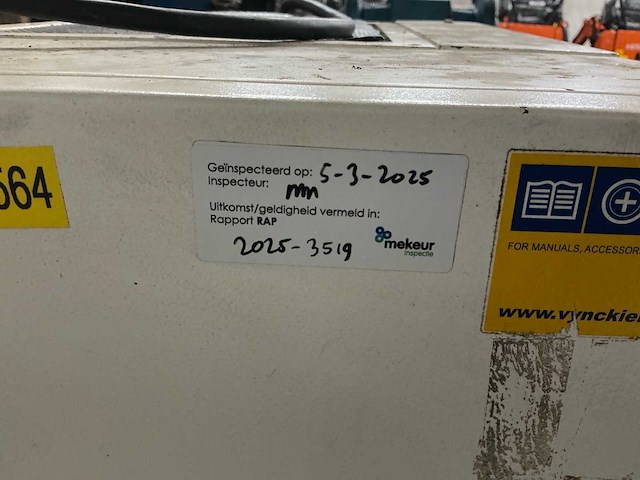 564
Geïnspecteerd op: 5-3-2025
Inspecteur:
Uitkomst/geldigheid vermeld in:
Rapport RAP
2025-3519
mekeur
inspectie
FOR MANUALS, ACCESSOR
www.vynckie